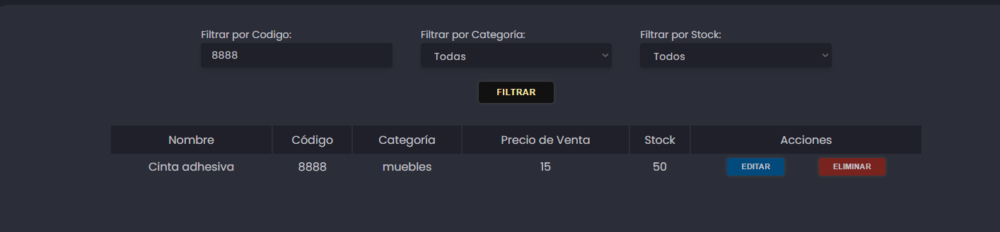 Filtrar por Codigo: Filtrar por Categoría: Filtrar por Stock:
8888 Todas Todos
FILTRAR
Nombre Código Categoría Precio de Venta Stock Acciones
Cinta adhesiva 8888 muebles 15 50 EDITAR ELIMINAR